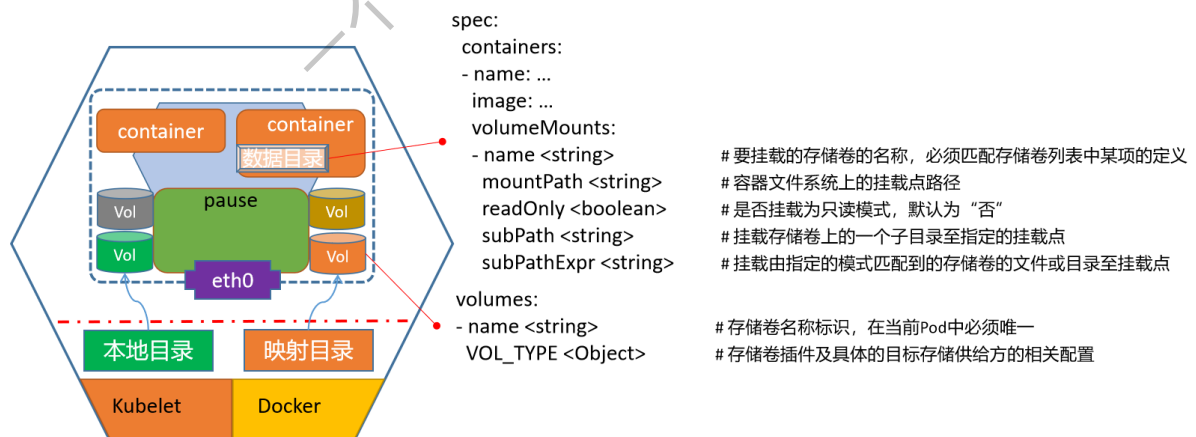 container
container
数据目录
pause
Vol
Vol
Vol
Vol
eth0
本地目录
映射目录
Kubelet
Docker
spec:
containers:
- name: ...
image: ...
volumeMounts:
- name <string> # 要挂载的存储卷的名称，必须匹配存储卷列表中某项的定义
mountPath <string> # 容器文件系统上的挂载点路径
readOnly <boolean> # 是否挂载为只读模式，默认为“否”
subPath <string> # 挂载存储卷上的一个子目录至指定的挂载点
subPathExpr <string> # 挂载由指定的模式匹配到的存储卷的文件或目录至挂载点
volumes:
- name <string> # 存储卷名称标识，在当前Pod中必须唯一
VOL_TYPE <Object> # 存储卷插件及具体的目标存储供给方的相关配置